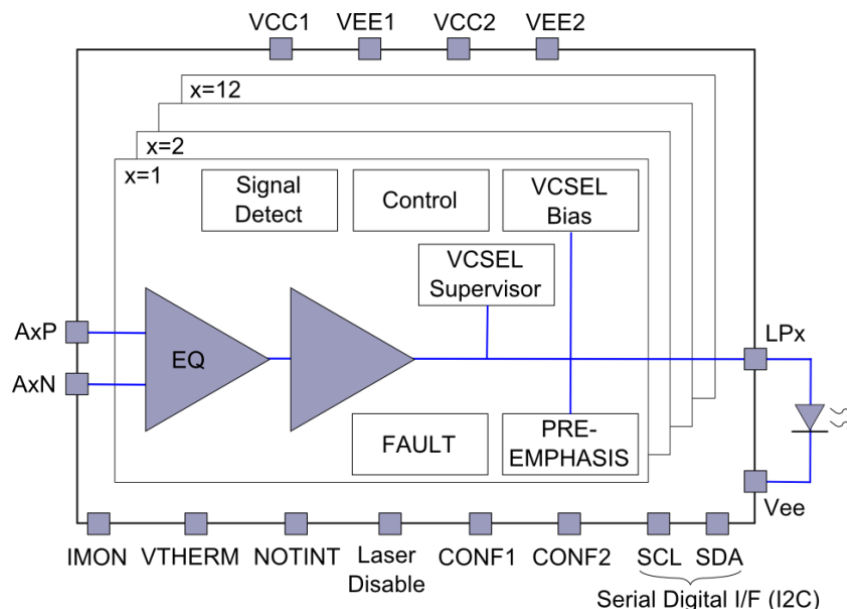 VCC1 VEE1 VCC2 VEE2
x=12
x=2
x=1
Signal
Detect
Control
VCSEL
Bias
VCSEL
Supervisor
AxP
AxN
EQ
LPx
FAULT
PRE-
EMPHASIS
Vee
IMON VTHERM NOTINT Laser
Disable
CONF1 CONF2 SCL SDA
Serial Digital I/F (I2C)